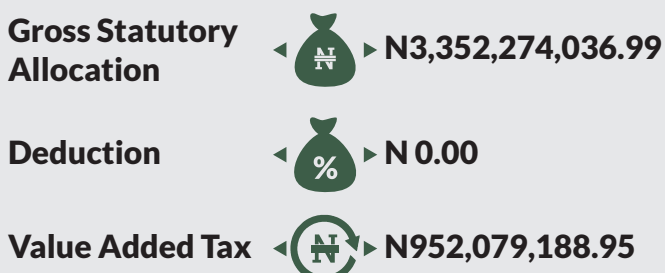 Gross Statutory
Allocation
₦
N3,352,274,036.99
Deduction
%
N 0.00
Value Added Tax
₦
N952,079,188.95